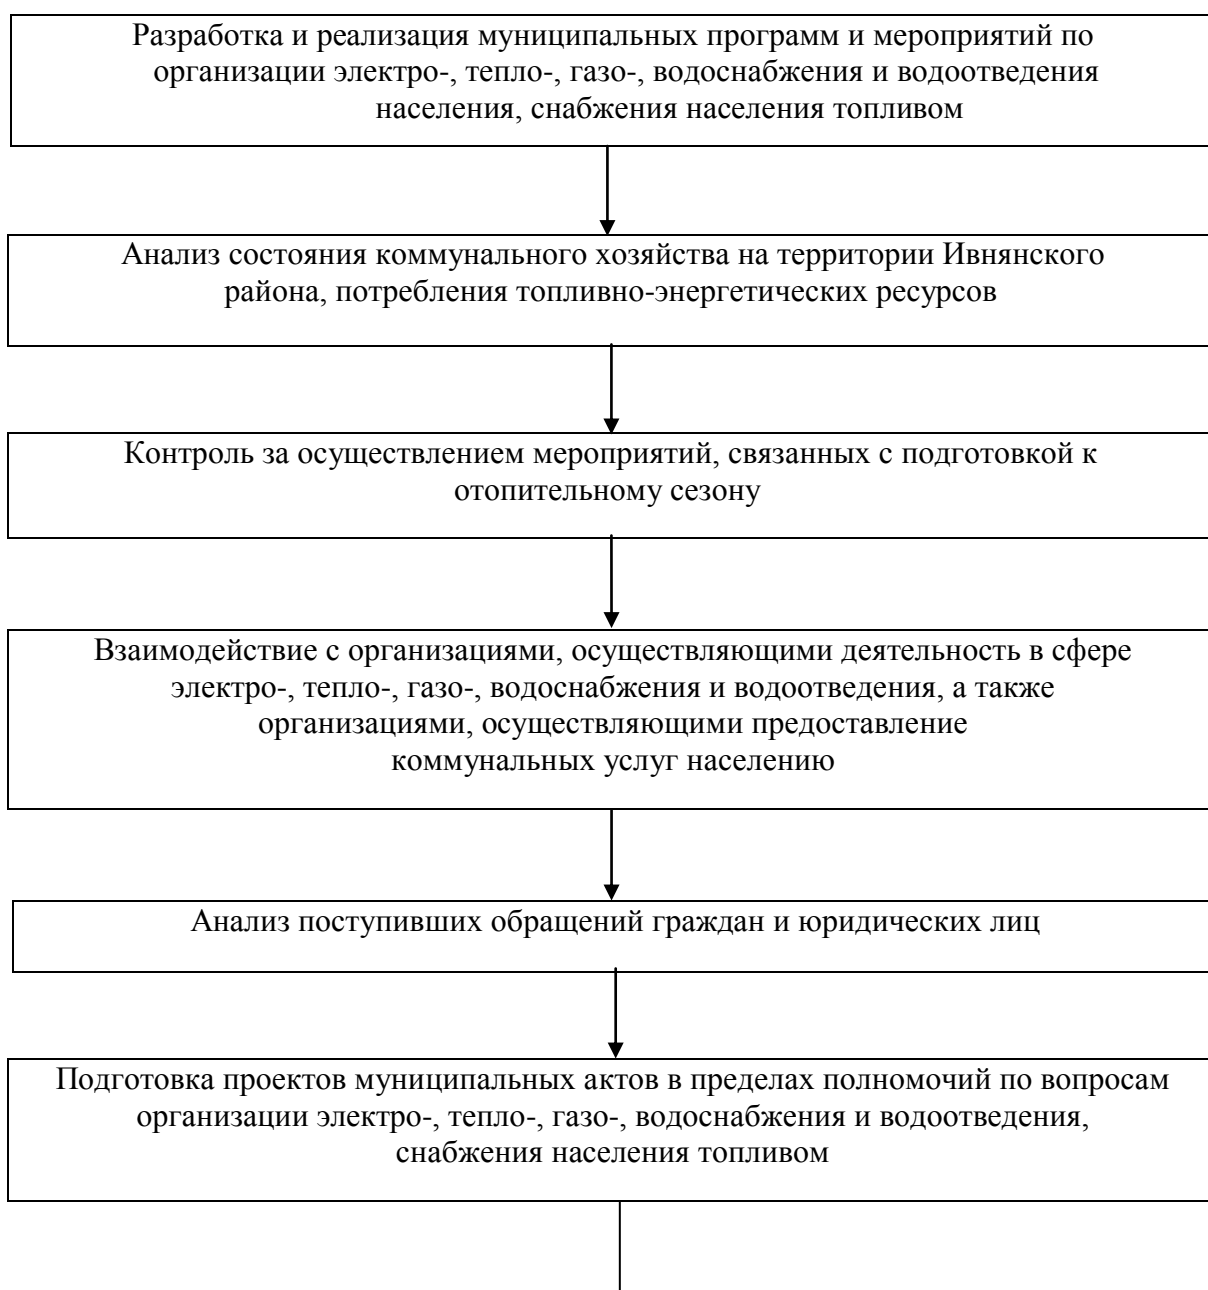 Разработка и реализация муниципальных программ и мероприятий по
организации электро-, тепло-, газо-, водоснабжения и водоотведения
населения, снабжения населения топливом
Анализ состояния коммунального хозяйства на территории Ивнянского
района, потребления топливно-энергетических ресурсов
Контроль за осуществлением мероприятий, связанных с подготовкой к
отопительному сезону
Взаимодействие с организациями, осуществляющими деятельность в сфере
электро-, тепло-, газо-, водоснабжения и водоотведения, а также
организациями, осуществляющими предоставление
коммунальных услуг населению
Анализ поступивших обращений граждан и юридических лиц
Подготовка проектов муниципальных актов в пределах полномочий по вопросам
организации электро-, тепло-, газо-, водоснабжения и водоотведения,
снабжения населения топливом